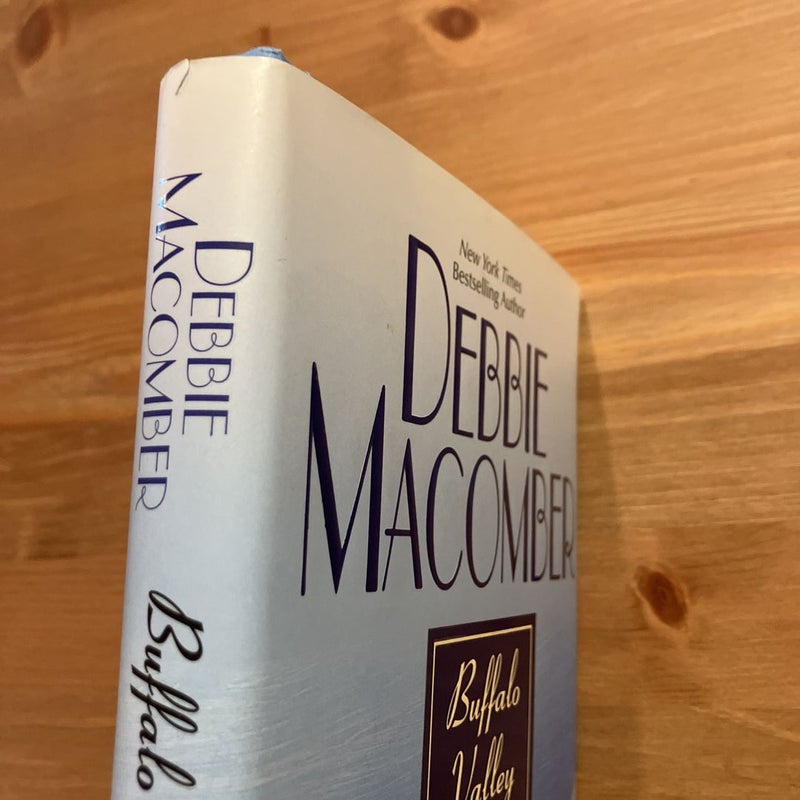 DEBBIE
MACOMBER
Buffalo
New York Times
Bestselling Author
DEBBIE
MACOMBER
Buffalo
Valley